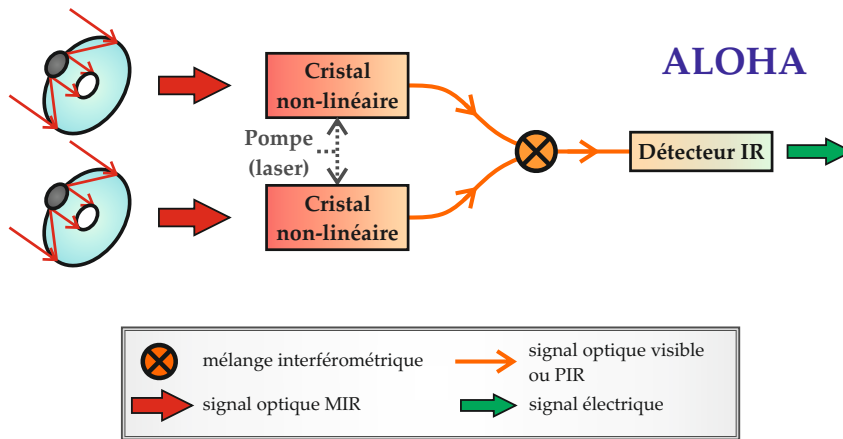 ALOHA
Cristal
non-linéaire
Pompe
(laser)
Cristal
non-linéaire
Détecteur IR
mélange interférométrique
signal optique visible
ou PIR
signal optique MIR
signal électrique